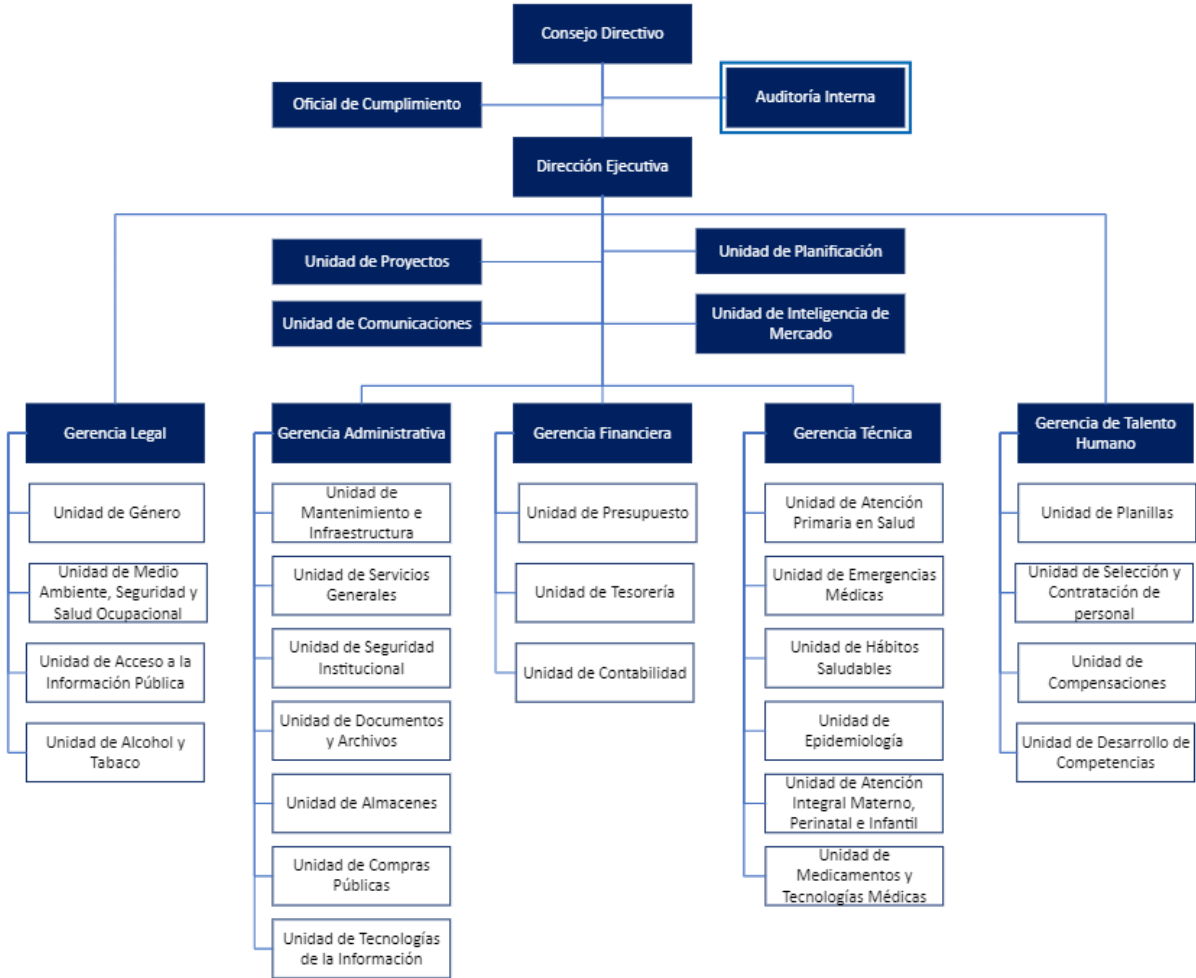 Consejo Directivo
Oficial de Cumplimiento
Auditoría Interna
Dirección Ejecutiva
Unidad de Proyectos
Unidad de Planificación
Unidad de Comunicaciones
Unidad de Inteligencia de
Mercado
Gerencia Legal
Unidad de Género
Unidad de Medio
Ambiente, Seguridad y
Salud Ocupacional
Unidad de Acceso a la
Información Pública
Unidad de Alcohol y
Tabaco
Gerencia Administrativa
Unidad de
Mantenimiento e
Infraestructura
Unidad de Servicios
Generales
Unidad de Seguridad
Institucional
Unidad de Documentos
y Archivos
Unidad de Almacenes
Unidad de Compras
Públicas
Unidad de Tecnologías
de la Información
Gerencia Financiera
Unidad de Presupuesto
Unidad de Tesorería
Unidad de Contabilidad
Gerencia Técnica
Unidad de Atención
Primaria en Salud
Unidad de Emergencias
Médicas
Unidad de Hábitos
Saludables
Unidad de
Epidemiología
Unidad de Atención
Integral Materno,
Perinatal e Infantil
Unidad de
Medicamentos y
Tecnologías Médicas
Gerencia de Talento
Humano
Unidad de Planillas
Unidad de Selección y
Contratación de
personal
Unidad de
Compensaciones
Unidad de Desarrollo de
Competencias